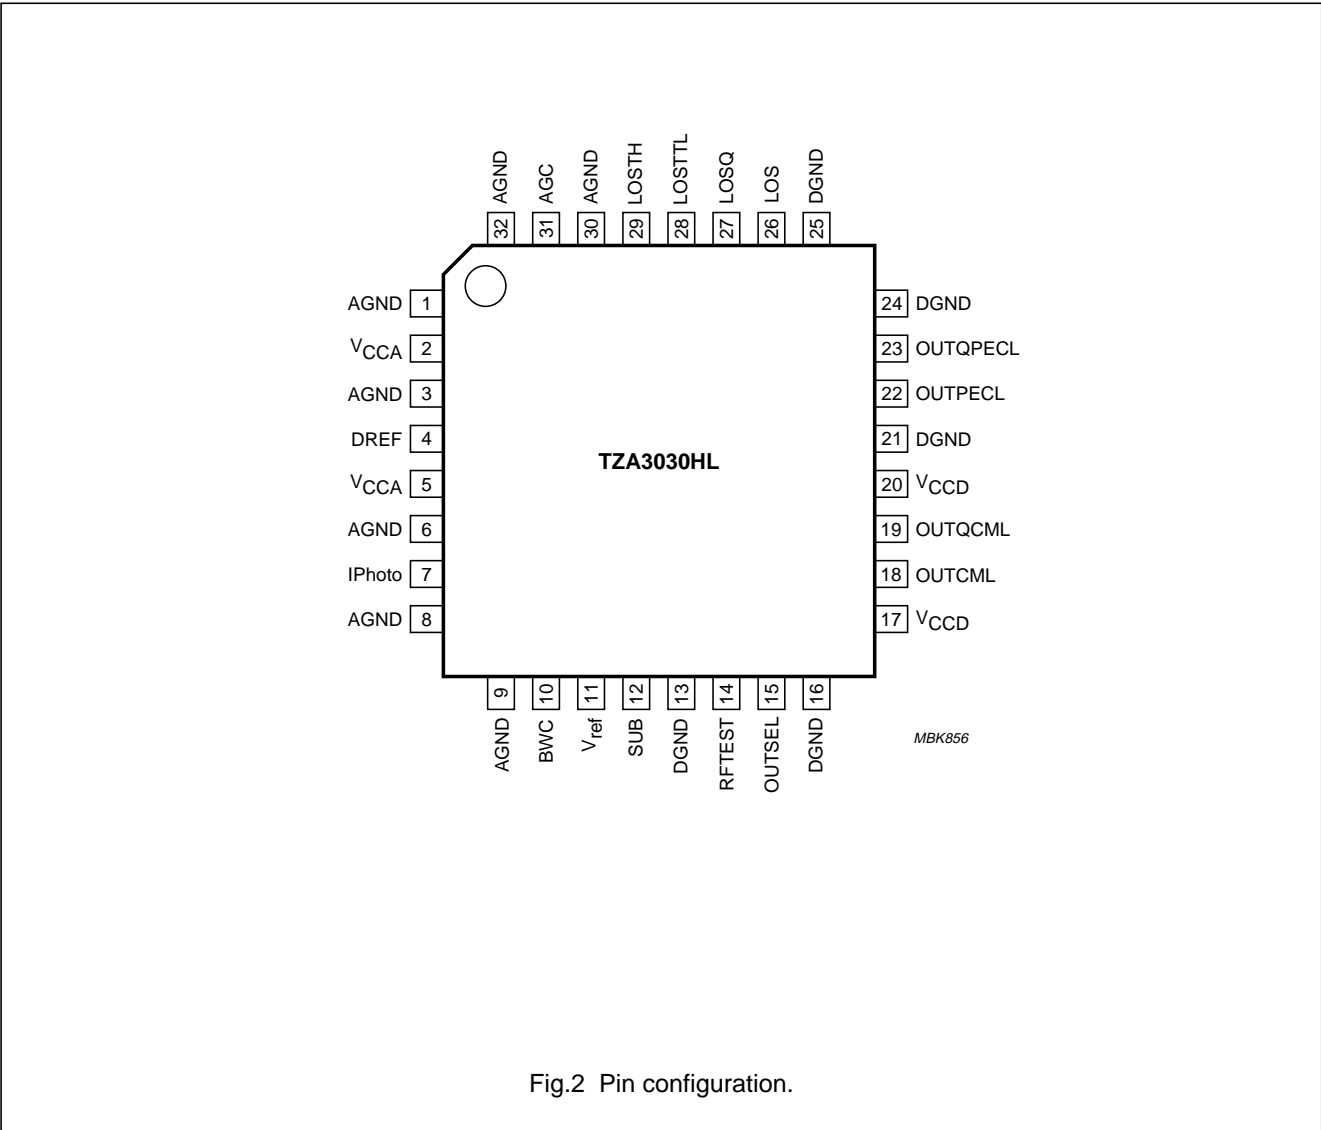 AGND
AGC
AGND
LOSTH
LOSTTL
LOSQ
LOS
DGND
32
31
30
29
28
27
26
25
AGND 1
VCCA 2
AGND 3
DREF 4
VCCA 5
AGND 6
IPhoto 7
AGND 8
TZA3030HL
24 DGND
23 OUTQPECL
22 OUTPECL
21 DGND
20 VCCD
19 OUTQCML
18 OUTCML
17 VCCD
9
10
11
12
13
14
15
16
AGND
BWC
Vref
SUB
DGND
RFTEST
OUTSEL
DGND
MBK856
Fig.2 Pin configuration.